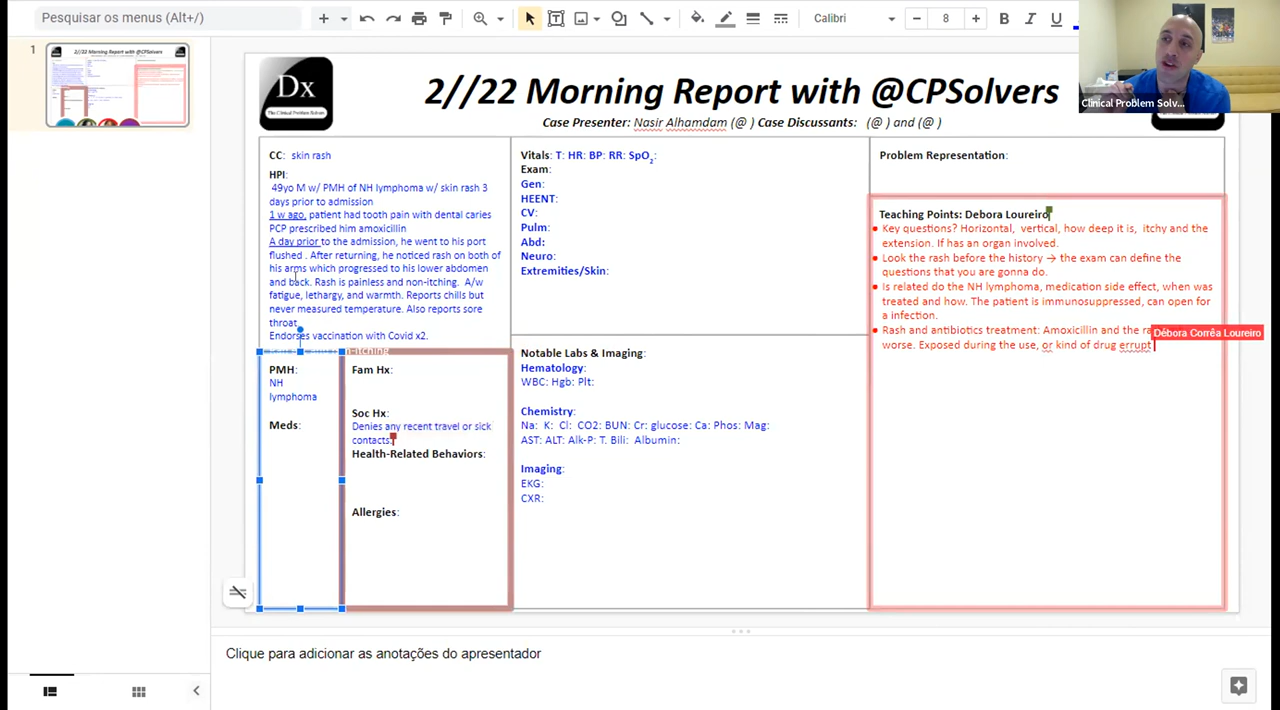 Pesquisar os menus (Alt+/)
Calibri
8
B I U
1
Clinical Problem Solv...
Dx
The Clinical Problem Solvers
2//22 Morning Report with @CPSolvers
Case Presenter: Nasir Alhamdam (@ ) Case Discussants: (@ ) and (@ )
CC: skin rash
HPI:
49yo M w/ PMH of NH lymphoma w/ skin rash 3
days prior to admission
1 w ago, patient had tooth pain with dental caries
PCP prescribed him amoxicillin
A day prior to the admission, he went to his port
flushed . After returning, he noticed rash on both of
his arms which progressed to his lower abdomen
and back. Rash is painless and non-itching. A/w
fatigue, lethargy, and warmth. Reports chills but
never measured temperature. Also reports sore
throat
Endorses vaccination with Covid x2.
PMH:
NH
lymphoma
Meds:
Fam Hx:
Soc Hx:
Denies any recent travel or sick
contacts.
Health-Related Behaviors:
Allergies:
Vitals: T: HR: BP: RR: SpO2:
Exam:
Gen:
HEENT:
CV:
Pulm:
Abd:
Neuro:
Extremities/Skin:
Notable Labs & Imaging:
Hematology:
WBC: Hgb: Plt:
Chemistry:
Na: K: Cl: CO2: BUN: Cr: glucose: Ca: Phos: Mag:
AST: ALT: Alk-P: T. Bili: Albumin:
Imaging:
EKG:
CXR:
Problem Representation:
Teaching Points: Debora Loureiro
Key questions? Horizontal, vertical, how deep it is, itchy and the
extension. If has an organ involved.
Look the rash before the history → the exam can define the
questions that you are gonna do.
Is related do the NH lymphoma, medication side effect, when was
treated and how. The patient is immunosuppressed, can open for
a infection.
Rash and antibiotics treatment: Amoxicillin and the
Débora Corrêa Loureiro
worse. Exposed during the use, or kind of drug errupt
Clique para adicionar as anotações do apresentador